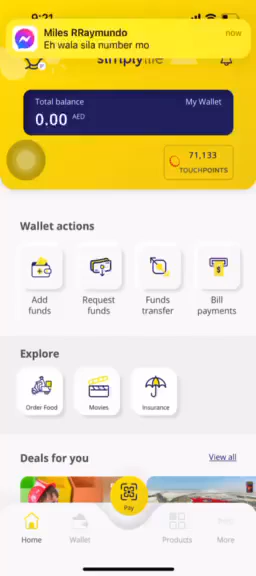 9:21
Miles RRaymundo
now
Eh wala sila number mo
simplylife
Total balance
My Wallet
0.00 AED
71,133
TOUCHPOINTS
Wallet actions
Add funds
Request funds
Funds transfer
Bill payments
Explore
Order Food
Movies
Insurance
Deals for you
View all
Pay
Home
Wallet
Products
More